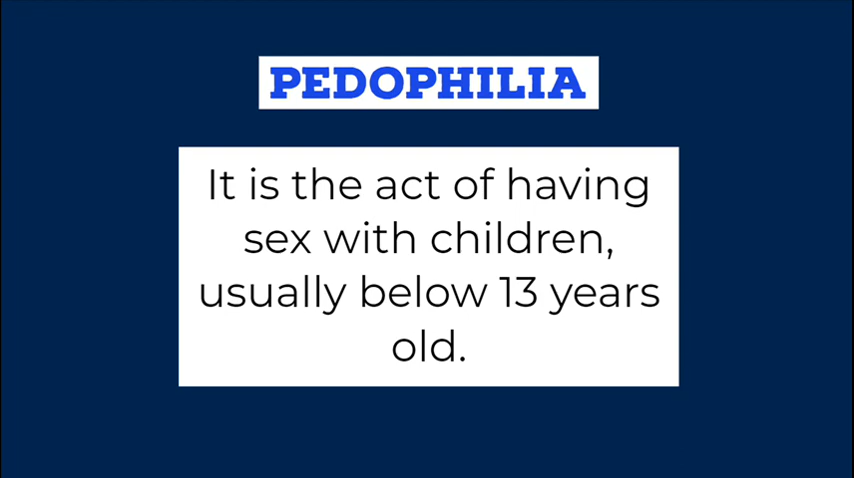 PEDOPHILIA
It is the act of having
sex with children,
usually below 13 years
old.